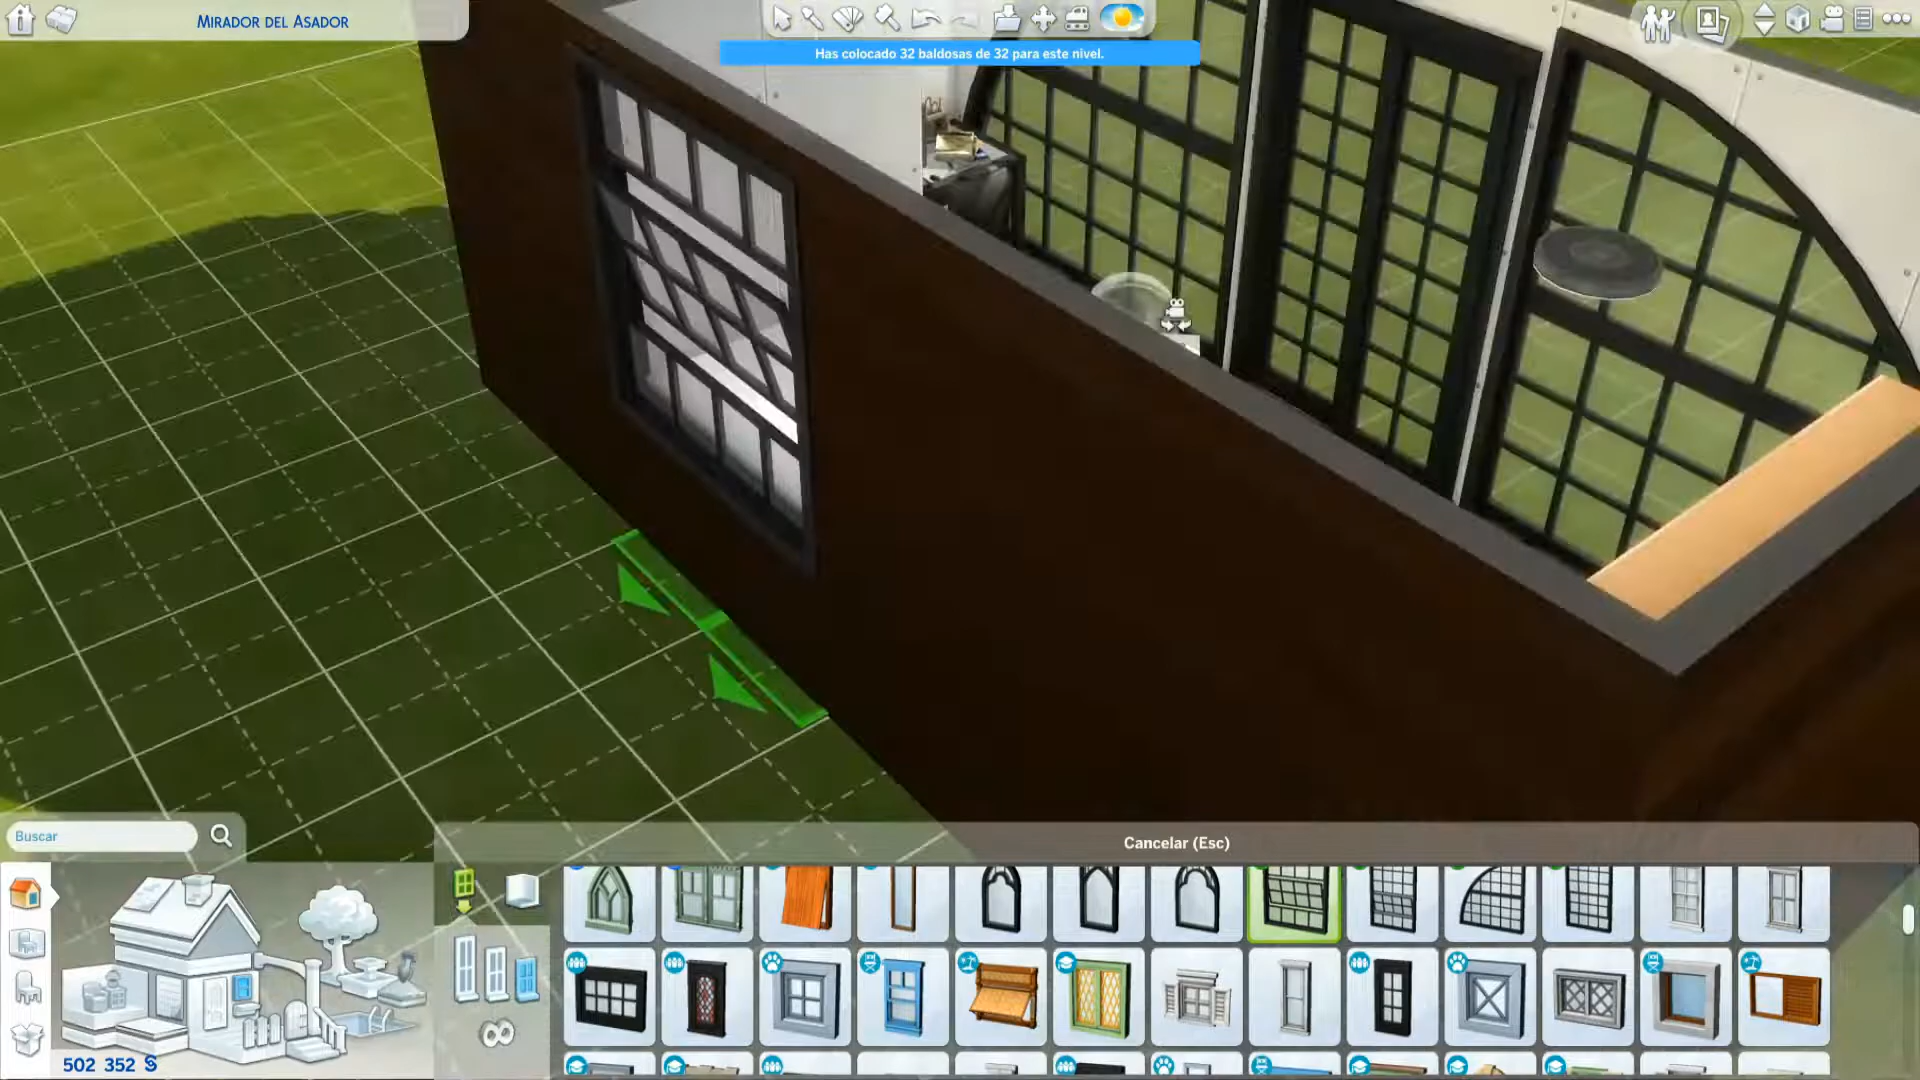 MIRADOR DEL ASADOR
Has colocado 32 baldosas de 32 para este nivel.
Buscar
Cancelar (Esc)
502 352 §